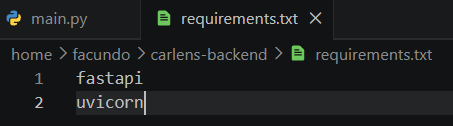 main.py requirements.txt
home > facundo > carlens-backend > requirements.txt
1 fastapi
2 uvicorn